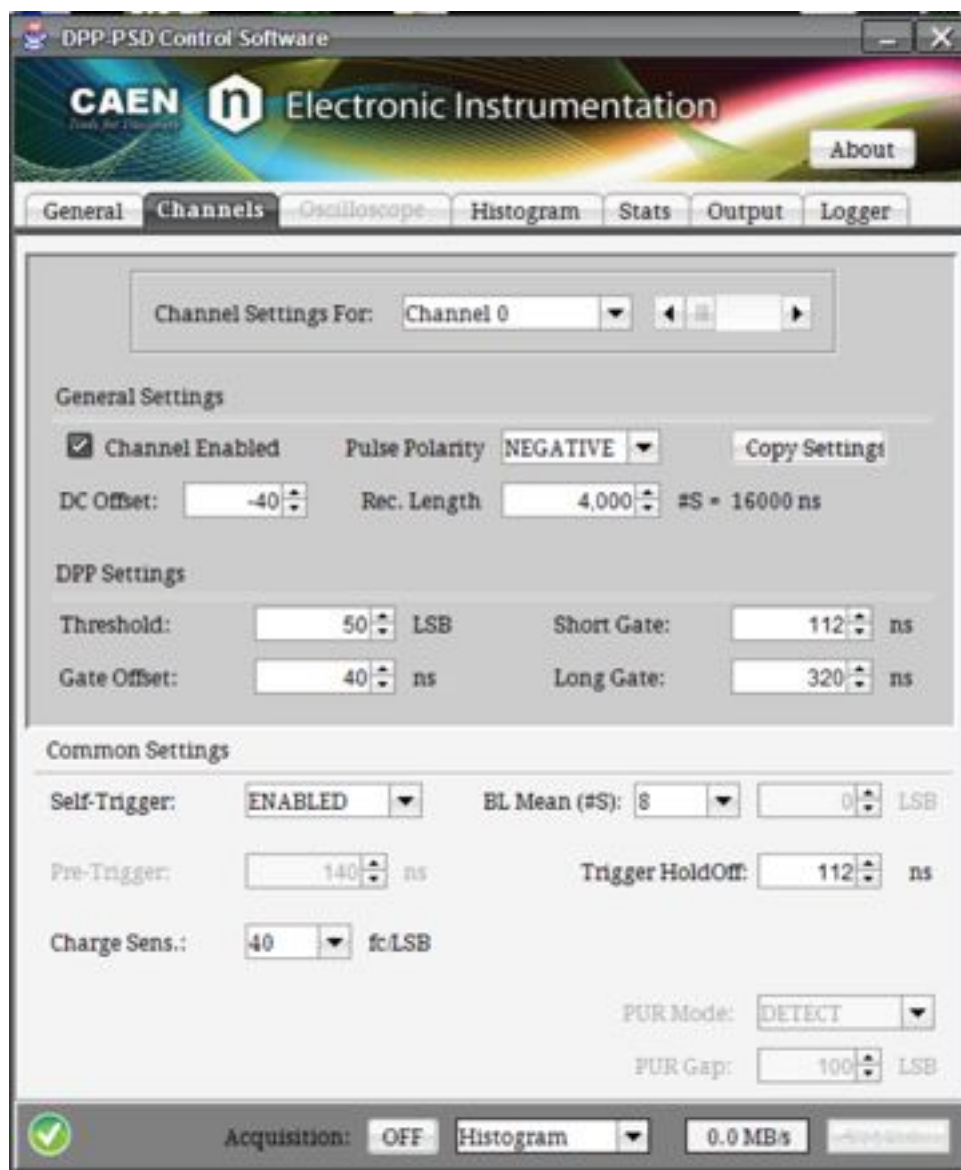 DPP-PSD Control Software
CAEN n Electronic Instrumentation
Tools for Discovery
About
General Channels Oscilloscope Histogram Stats Output Logger
Channel Settings For: Channel 0
General Settings
Channel Enabled Pulse Polarity NEGATIVE Copy Settings
DC Offset: -40 Rec. Length 4,000 #S = 16000 ns
DPP Settings
Threshold: 50 LSB Short Gate: 112 ns
Gate Offset: 40 ns Long Gate: 320 ns
Common Settings
Self-Trigger: ENABLED BL Mean (#S): 8 0 LSB
Pre-Trigger: 140 ns Trigger HoldOff: 112 ns
Charge Sens.: 40 fc/LSB
PUR Mode: DETECT
PUR Gap: 100 LSB
Acquisition: OFF Histogram 0.0 MB/s